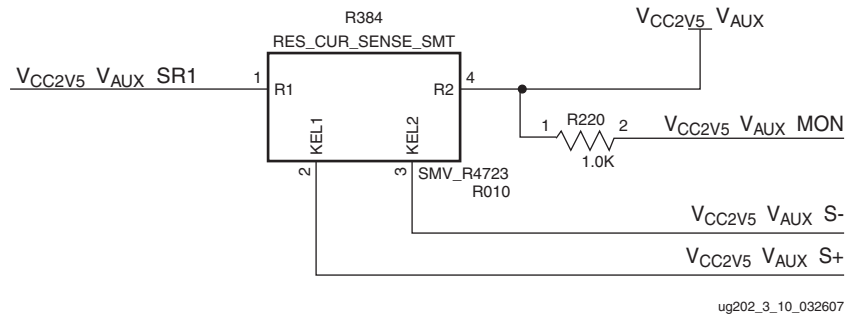 R384
RES_CUR_SENSE_SMT
VCC2V5 VAUX
VCC2V5 VAUX SR1
1
R1
R2
4
KEL1
KEL2
2
3
SMV_R4723
R010
R220
1
2
1.0K
VCC2V5 VAUX MON
VCC2V5 VAUX S-
VCC2V5 VAUX S+
ug202_3_10_032607